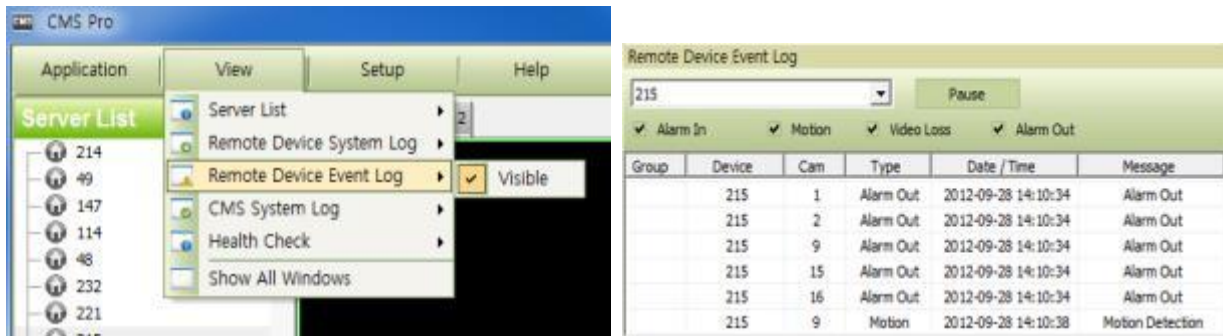 CMS Pro
Application View Setup Help
Server List
214
49
147
114
48
232
221
Server List
Remote Device System Log
Remote Device Event Log
CMS System Log
Health Check
Show All Windows
Visible
2
Remote Device Event Log
215 Pause
Alarm In Motion Video Loss Alarm Out
Group Device Cam Type Date / Time Message
215 1 Alarm Out 2012-09-28 14:10:34 Alarm Out
215 2 Alarm Out 2012-09-28 14:10:34 Alarm Out
215 9 Alarm Out 2012-09-28 14:10:34 Alarm Out
215 15 Alarm Out 2012-09-28 14:10:34 Alarm Out
215 16 Alarm Out 2012-09-28 14:10:34 Alarm Out
215 9 Motion 2012-09-28 14:10:38 Motion Detection